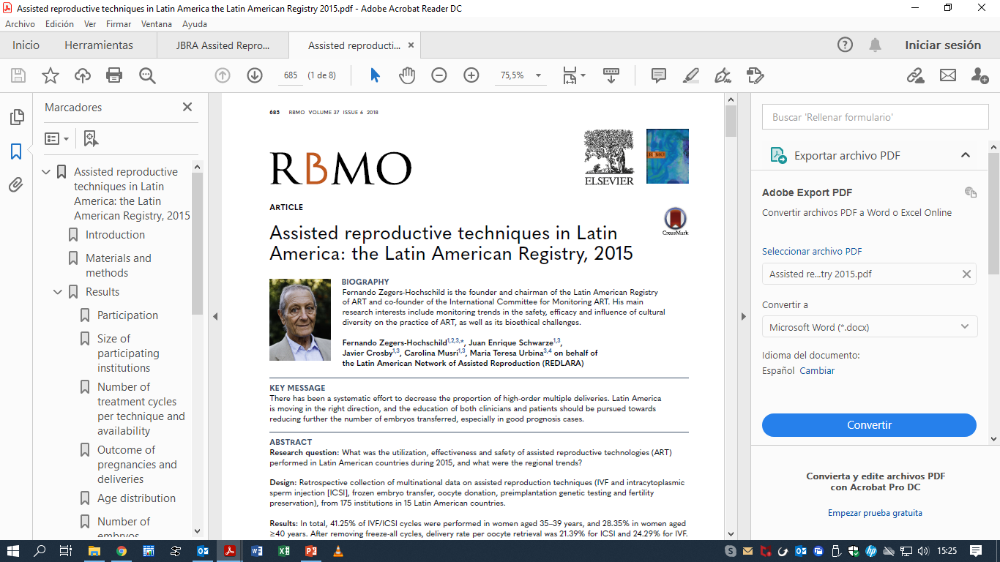 Assisted reproductive techniques in Latin America the Latin American Registry 2015.pdf - Adobe Acrobat Reader DC
Archivo Edición Ver Firmar Ventana Ayuda
Inicio Herramientas JBRA Assited Repro... Assisted reproducti...
Iniciar sesión
685 (1 de 8) 75,5%
Marcadores
Assisted reproductive
techniques in Latin
America: the Latin
American Registry, 2015
Introduction
Materials and
methods
Results
Participation
Size of
participating
institutions
Number of
treatment cycles
per technique and
availability
Outcome of
pregnancies and
deliveries
Age distribution
Number of
embryos
685 RBMO VOLUME 37 ISSUE 6 2018
RBMO
ELSEVIER
RBMO
ARTICLE
CrossMark
Assisted reproductive techniques in Latin
America: the Latin American Registry, 2015
BIOGRAPHY
Fernando Zegers-Hochschild is the founder and chairman of the Latin American Registry
of ART and co-founder of the International Committee for Monitoring ART. His main
research interests include monitoring trends in the safety, efficacy and influence of cultural
diversity on the practice of ART, as well as its bioethical challenges.
Fernando Zegers-Hochschild1,2,3,*, Juan Enrique Schwarze1,3,
Javier Crosby1,3, Carolina Musri1,3, Maria Teresa Urbina3,4 on behalf of
the Latin American Network of Assisted Reproduction (REDLARA)
KEY MESSAGE
There has been a systematic effort to decrease the proportion of high-order multiple deliveries. Latin America
is moving in the right direction, and the education of both clinicians and patients should be pursued towards
reducing further the number of embryos transferred, especially in good prognosis cases.
ABSTRACT
Research question: What was the utilization, effectiveness and safety of assisted reproductive technologies (ART)
performed in Latin American countries during 2015, and what were the regional trends?
Design: Retrospective collection of multinational data on assisted reproduction techniques (IVF and intracytoplasmic
sperm injection [ICSI], frozen embryo transfer, oocyte donation, preimplantation genetic testing and fertility
preservation), from 175 institutions in 15 Latin American countries.
Results: In total, 41.25% of IVF/ICSI cycles were performed in women aged 35–39 years, and 28.35% in women aged
≥40 years. After removing freeze-all cycles, delivery rate per oocyte retrieval was 21.39% for ICSI and 24.29% for IVF.
Buscar 'Rellenar formulario'
Exportar archivo PDF
Adobe Export PDF
Convertir archivos PDF a Word o Excel Online
Seleccionar archivo PDF
Assisted re...try 2015.pdf
Convertir a
Microsoft Word (*.docx)
Idioma del documento:
Español Cambiar
Convertir
Convierta y edite archivos PDF
con Acrobat Pro DC
Empezar prueba gratuita
15:25